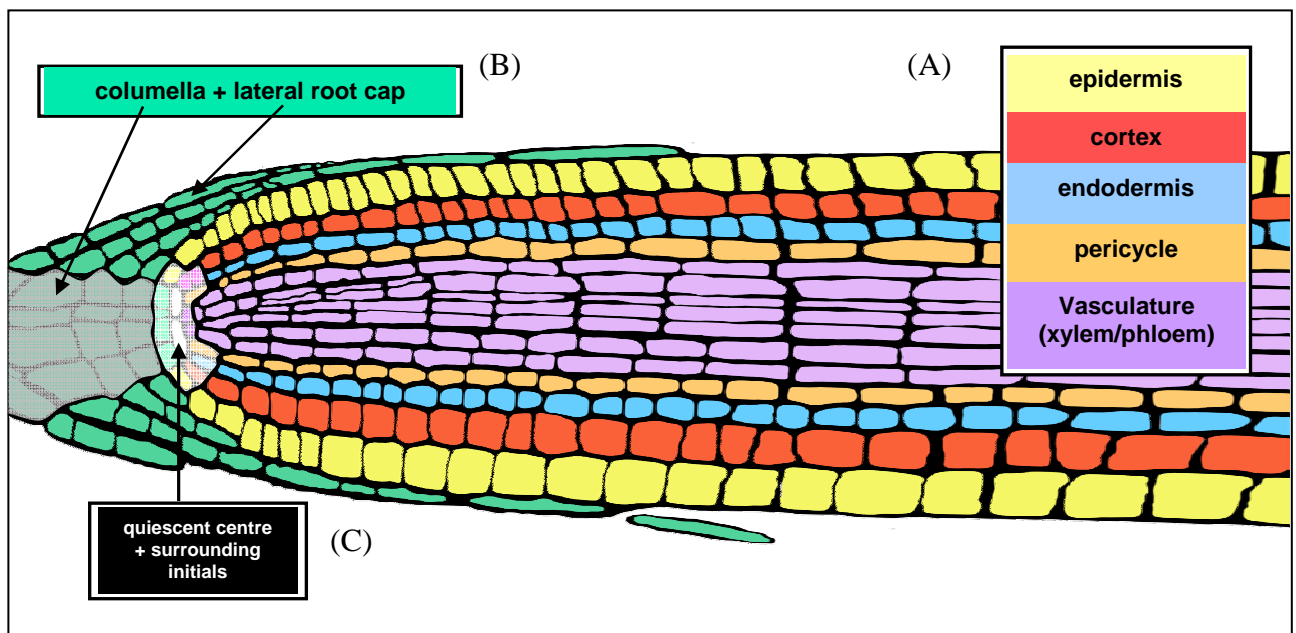 (B)
(A)
columella + lateral root cap
epidermis
cortex
endodermis
pericycle
Vasculature
(xylem/phloem)
quiescent centre
+ surrounding
initials
(C)